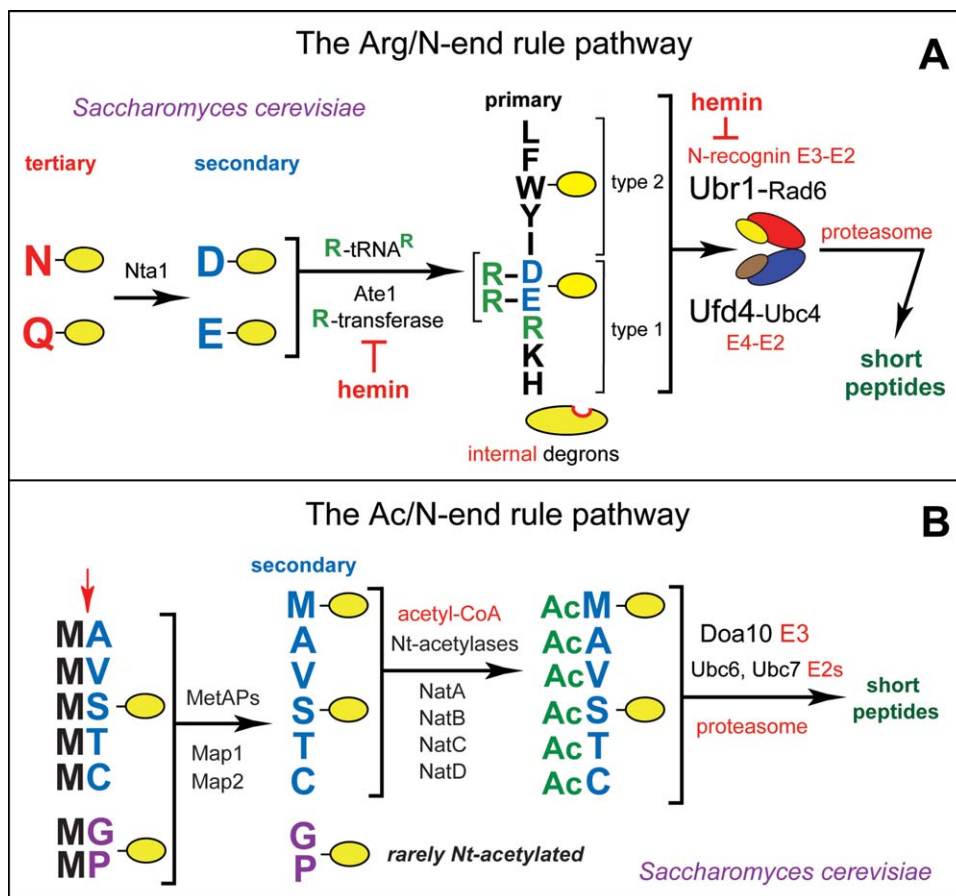 The Arg/N-end rule pathway
A
Saccharomyces cerevisiae
tertiary
secondary
primary
N
Q
Nta1
D
E
R-tRNAR
Ate1
R-transferase
hemin
L
F
W
Y
I
R-D
R-E
R
K
H
type 2
type 1
internal degrons
hemin
N-recognin E3-E2
Ubr1-Rad6
Ufd4-Ubc4
E4-E2
proteasome
short
peptides
The Ac/N-end rule pathway
B
MA
MV
MS
MT
MC
MG
MP
MetAPs
Map1
Map2
secondary
M
A
V
S
T
C
G
P
rarely Nt-acetylated
acetyl-CoA
Nt-acetylases
NatA
NatB
NatC
NatD
AcM
AcA
AcV
AcS
AcT
AcC
Doa10 E3
Ubc6, Ubc7 E2s
proteasome
short
peptides
Saccharomyces cerevisiae